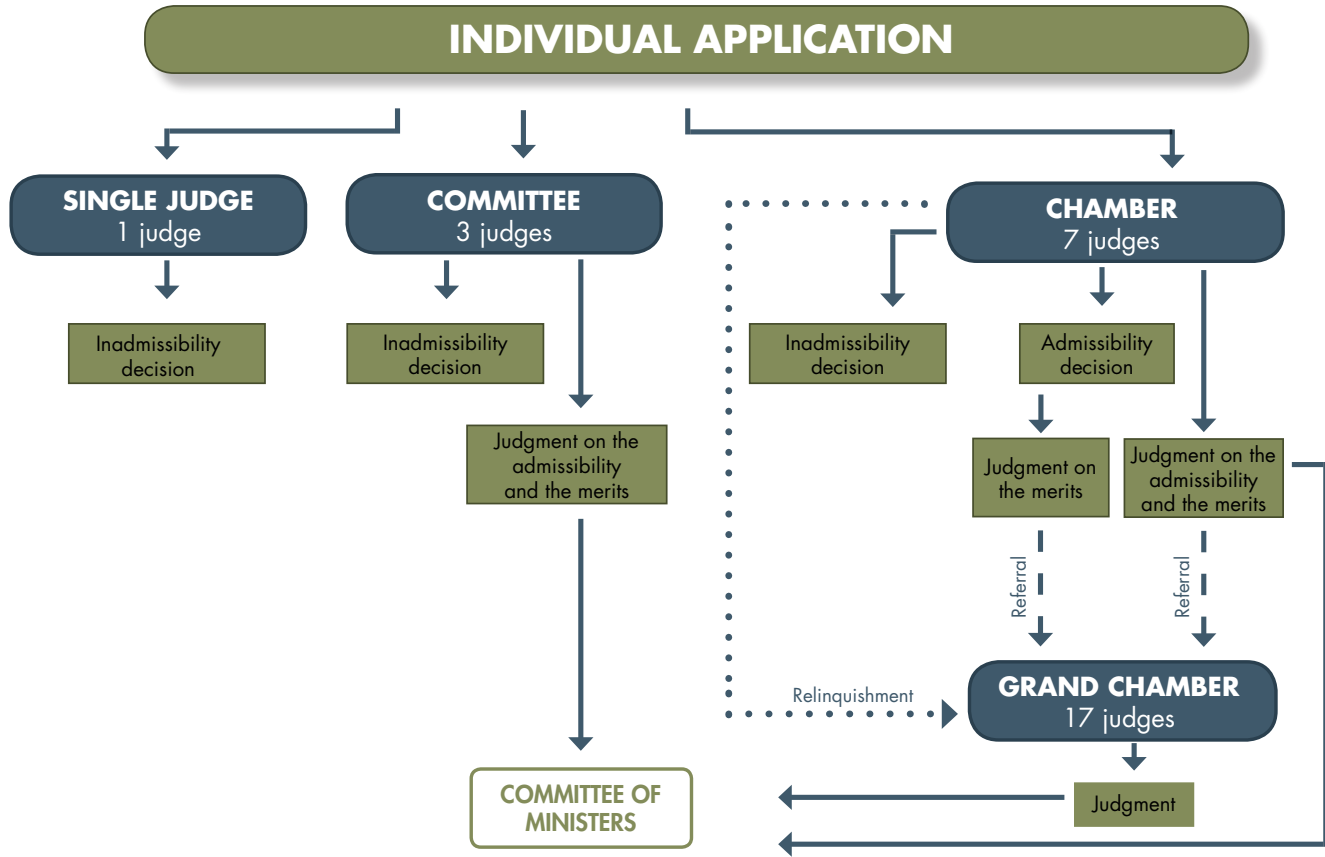 INDIVIDUAL APPLICATION
SINGLE JUDGE
1 judge
COMMITTEE
3 judges
CHAMBER
7 judges
Inadmissibility
decision
Inadmissibility
decision
Inadmissibility
decision
Admissibility
decision
Judgment on the
admissibility
and the merits
Judgment on
the merits
Judgment on the
admissibility
and the merits
Referral
Referral
Relinquishment
GRAND CHAMBER
17 judges
COMMITTEE OF
MINISTERS
Judgment